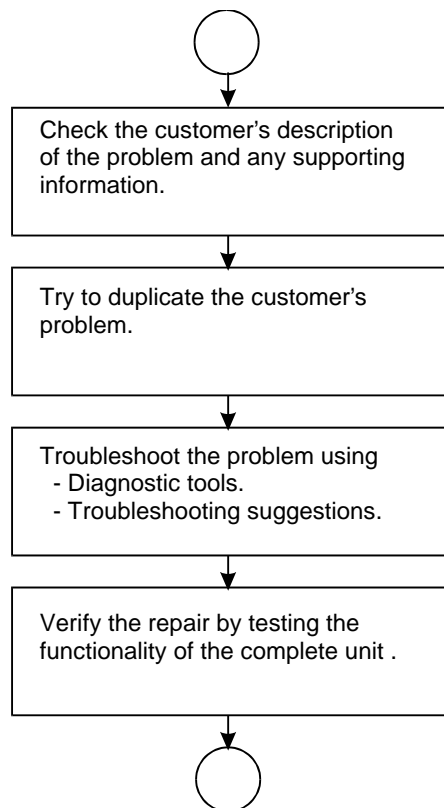 Check the customer’s description
of the problem and any supporting
information.
Try to duplicate the customer’s
problem.
Troubleshoot the problem using
- Diagnostic tools.
- Troubleshooting suggestions.
Verify the repair by testing the
functionality of the complete unit .